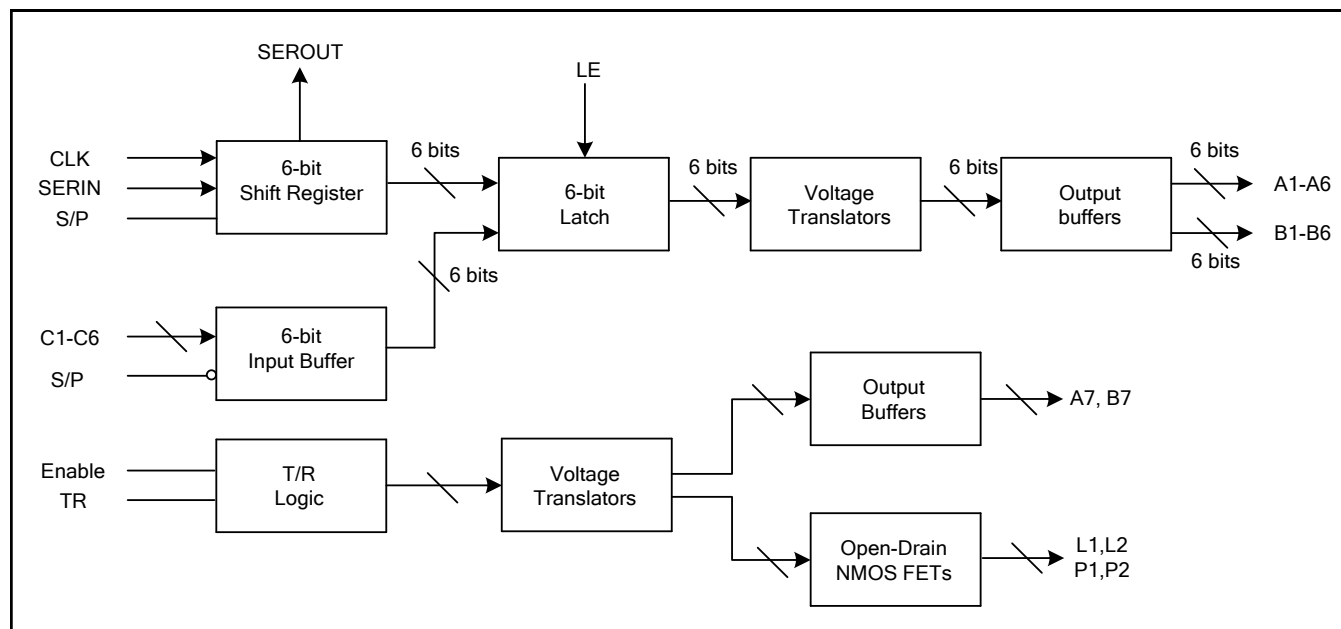 SEROUT
LE
CLK
SERIN
S/P
6-bit
Shift Register
6 bits
6-bit
Latch
6 bits
Voltage
Translators
6 bits
Output
buffers
6 bits
A1-A6
B1-B6
6 bits
6 bits
C1-C6
S/P
6-bit
Input Buffer
Output
Buffers
A7, B7
Enable
TR
T/R
Logic
Voltage
Translators
Open-Drain
NMOS FETs
L1,L2
P1,P2